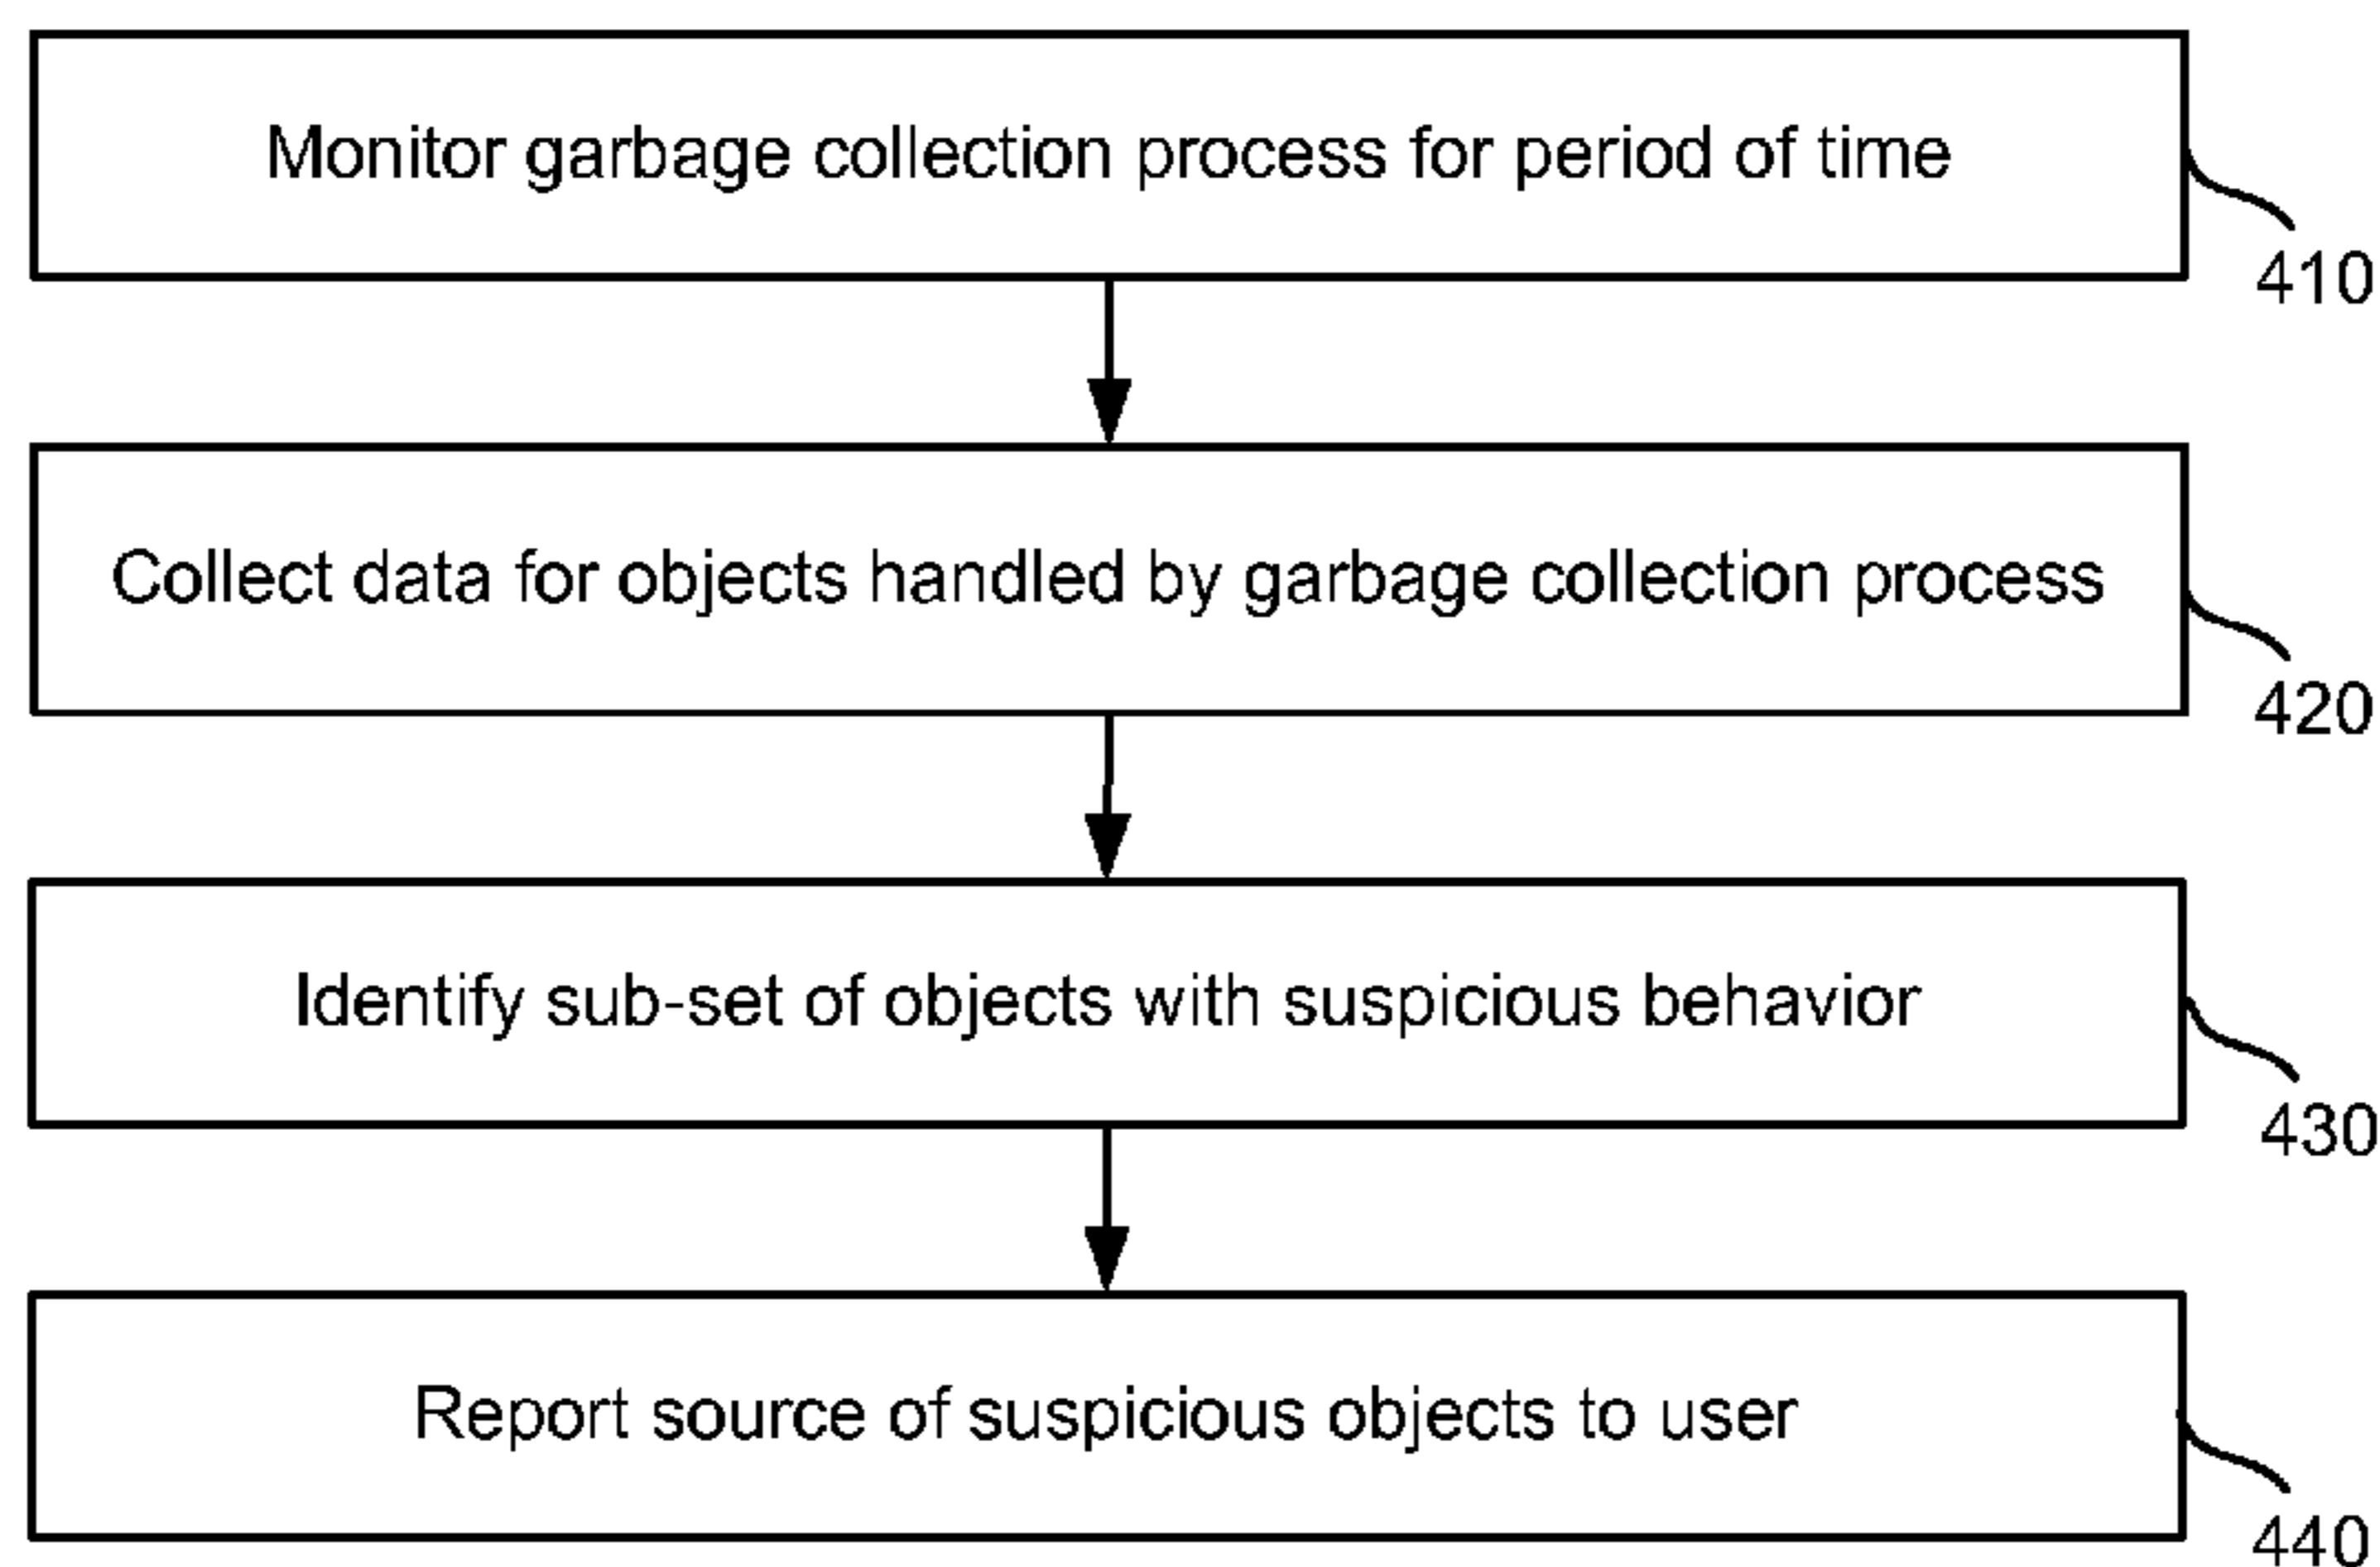 Monitor garbage collection process for period of time
410
Collect data for objects handled by garbage collection process
420
Identify sub-set of objects with suspicious behavior
430
Report source of suspicious objects to user
440